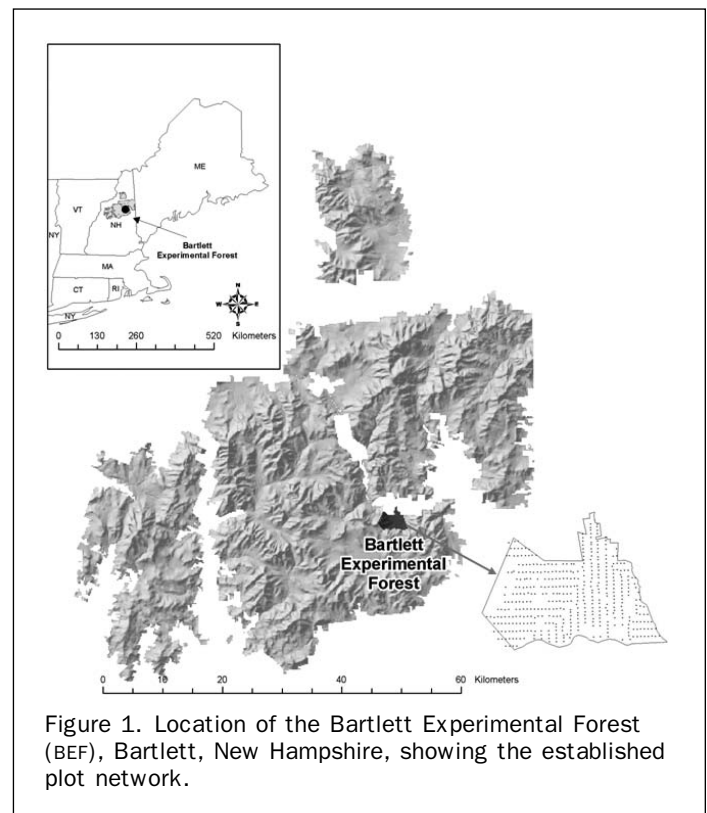 ME
VT
NH
NY
Bartlett
Experimental Forest
MA
CT
RI
NY
N
W
E
S
0 130 260 520 Kilometers
Bartlett
Experimental
Forest
0 10 20 40 60 Kilometers
Figure 1. Location of the Bartlett Experimental Forest
(BEF), Bartlett, New Hampshire, showing the established
plot network.